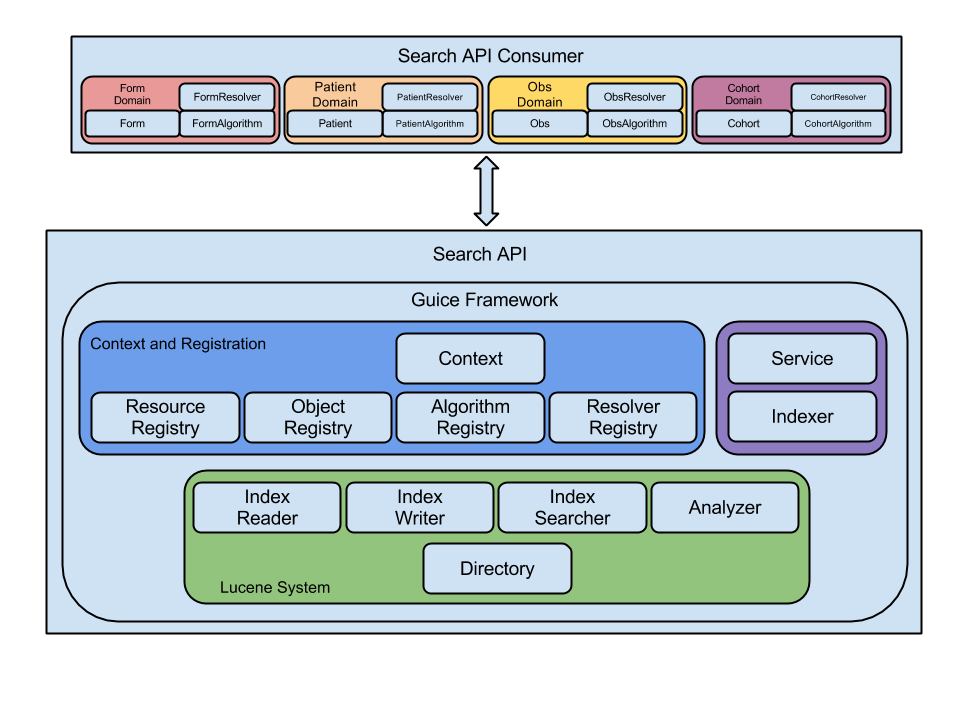 Search API Consumer
Form
Domain
FormResolver
Form
FormAlgorithm
Patient
Domain
PatientResolver
Patient
PatientAlgorithm
Obs
Domain
ObsResolver
Obs
ObsAlgorithm
Cohort
Domain
CohortResolver
Cohort
CohortAlgorithm
Search API
Guice Framework
Context and Registration
Context
Resource
Registry
Object
Registry
Algorithm
Registry
Resolver
Registry
Service
Indexer
Index
Reader
Index
Writer
Index
Searcher
Analyzer
Directory
Lucene System